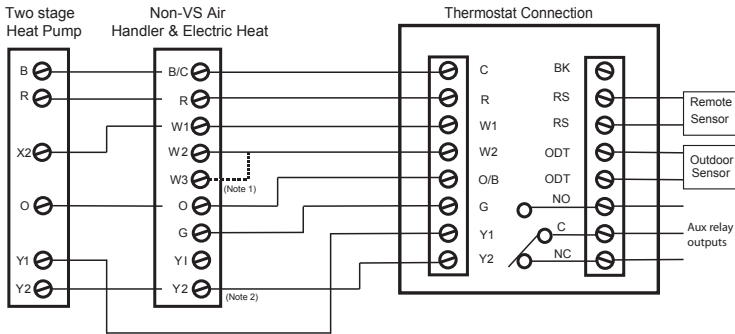 Two stage
Heat Pump
Non-VS Air
Handler & Electric Heat
Thermostat Connection
B
R
X2
O
Y1
Y2
B/C
R
W1
W2
W3
(Note 1)
O
G
YI
Y2
(Note 2)
C
R
W1
W2
O/B
G
Y1
Y2
BK
RS
RS
ODT
ODT
NO
C
NC
Remote
Sensor
Outdoor
Sensor
Aux relay
outputs